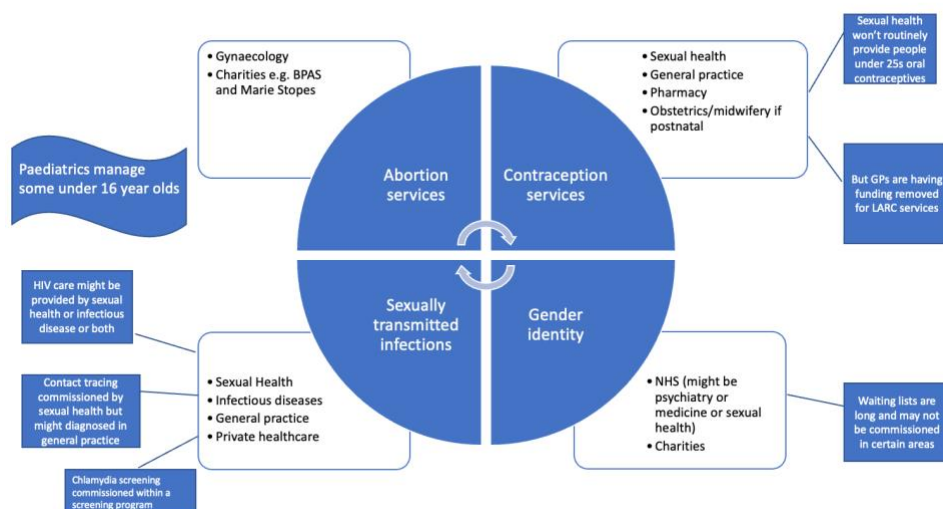 • Gynaecology
• Charities e.g. BPAS
and Marie Stopes
• Sexual health
• General practice
• Pharmacy
• Obstetrics/midwifery if
postnatal
Sexual health
won't routinely
provide people
under 25s oral
contraceptives
Paediatrics manage
some under 16 year olds
Abortion
services
Contraception
services
But GPs are having
funding removed
for LARC services
HIV care might be
provided by sexual
health or infectious
disease or both
Sexually
transmitted
infections
Gender
identity
Contact tracing
commissioned by
sexual health but
might diagnosed in
general practice
• Sexual Health
• Infectious diseases
• General practice
• Private healthcare
• NHS (might be
psychiatry or
medicine or sexual
health)
• Charities
Waiting lists are
long and may not
be commissioned
in certain areas
Chlamydia screening
commissioned within a
screening program